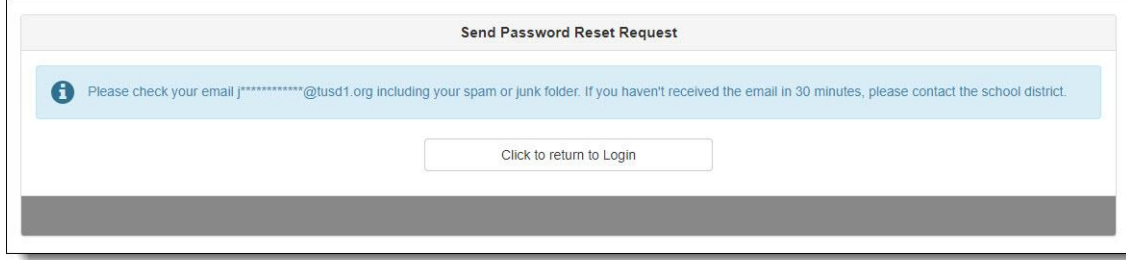 Send Password Reset Request
Please check your email j************@tusd1.org including your spam or junk folder. If you haven't received the email in 30 minutes, please contact the school district.
Click to return to Login